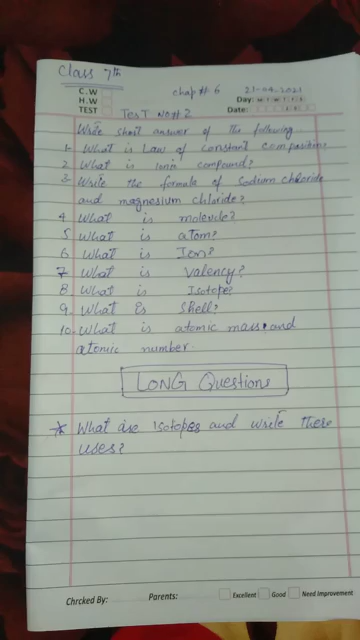 Class 7th
C.W
H.W
TEST
Chap # 6
21-04-2021
Day: M T W T F S
Date:
Test No# 2
Write short answer of the following.
1- What is Law of constant composition
2 What is Ionic compound?
3 Write the formula of Sodium chloride
and magnesium chloride?
4 What is molecule?
5 What is atom?
6 What is Ion?
7 What is Valency?
8 What is Isotope?
9. What is Shell?
10. What is atomic mass and
atomic number.
LONG Questions
* What are Isotopes and write there
uses?
Chrcked By:
Parents:
Excellent
Good
Need Improvement